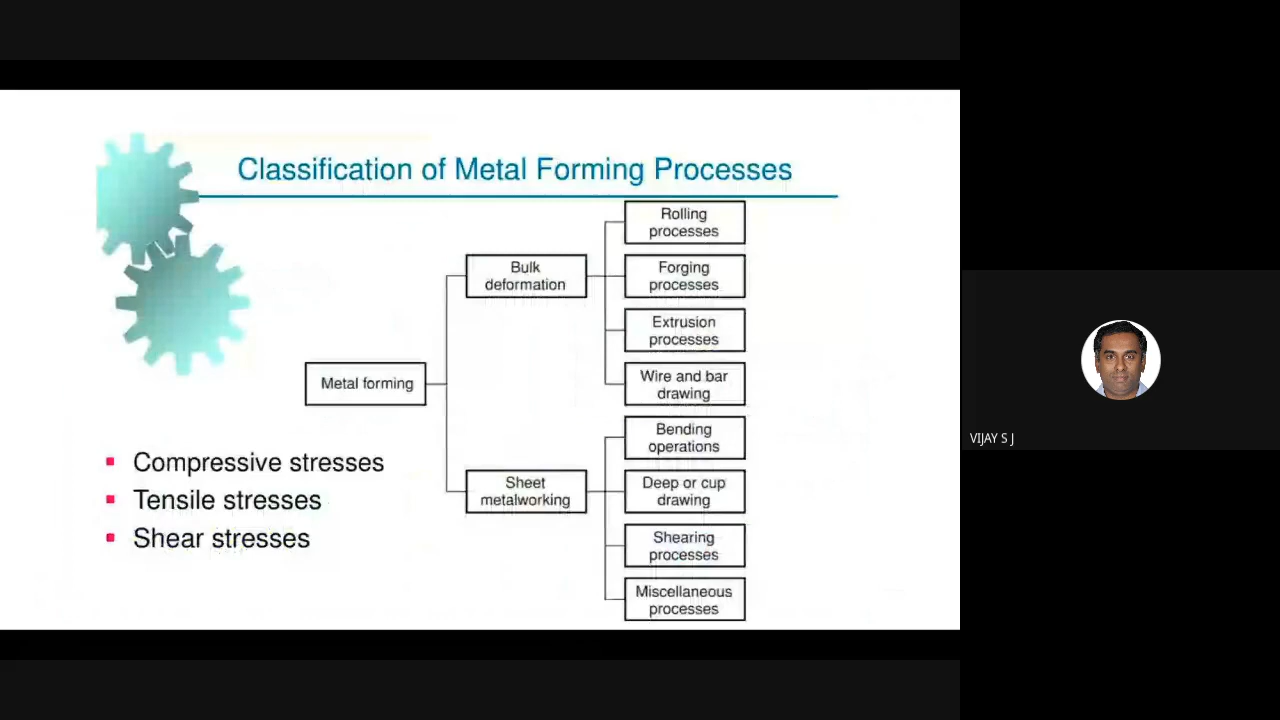 Classification of Metal Forming Processes
Rolling
processes
Bulk
deformation
Forging
processes
Extrusion
processes
Metal forming
Wire and bar
drawing
Bending
operations
Compressive stresses
Tensile stresses
Shear stresses
Sheet
metalworking
Deep or cup
drawing
Shearing
processes
Miscellaneous
processes
VIJAY S J